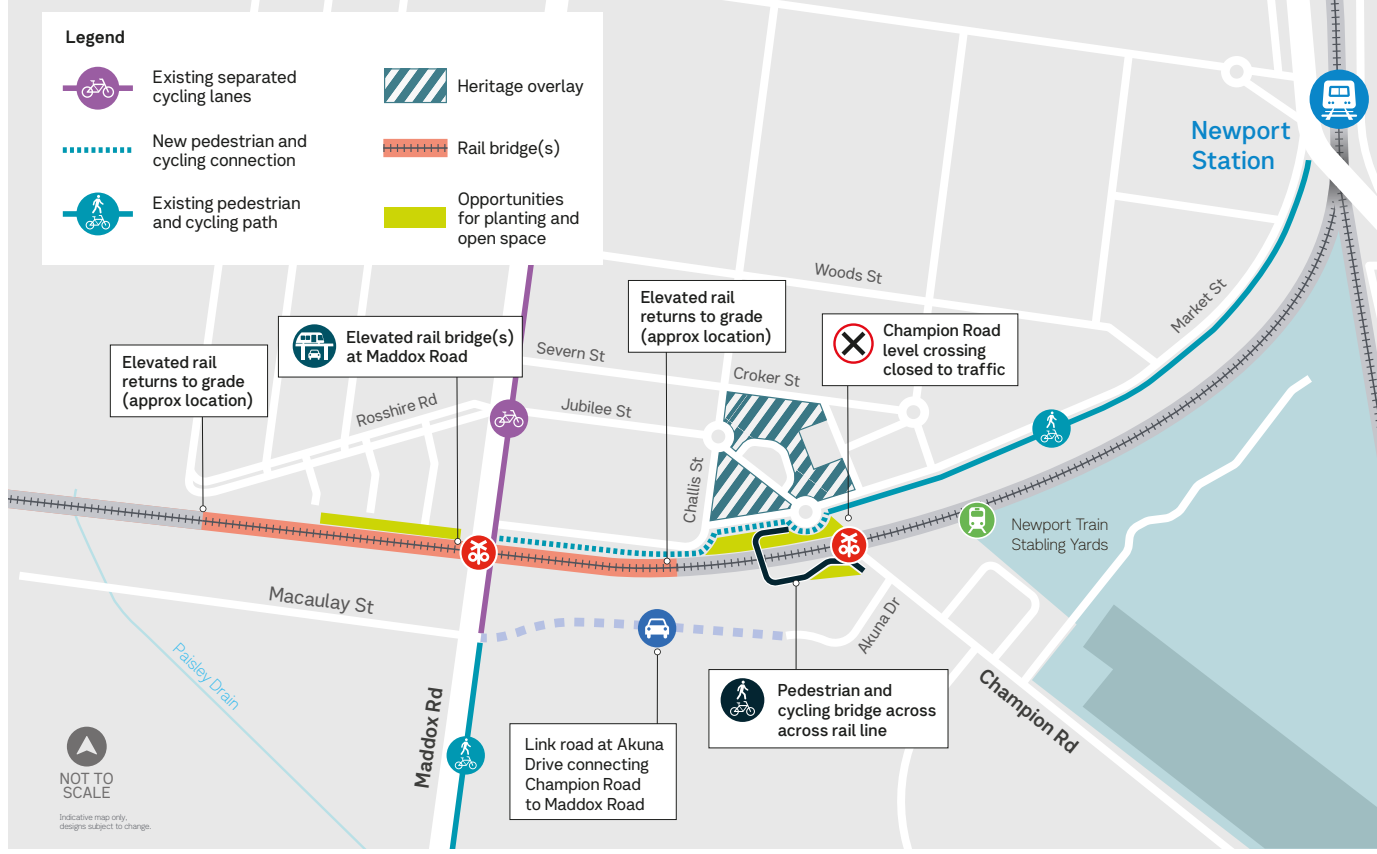 Legend
Existing separated
cycling lanes
New pedestrian and
cycling connection
Existing pedestrian
and cycling path
Heritage overlay
Rail bridge(s)
Opportunities
for planting and
open space
Newport
Station
Woods St
Market St
Elevated rail
returns to grade
(approx location)
Elevated rail bridge(s)
at Maddox Road
Elevated rail
returns to grade
(approx location)
Champion Road
level crossing
closed to traffic
Severn St
Croker St
Rosshire Rd
Jubilee St
Challis St
Newport Train
Stabling Yards
Macaulay St
Akuna Dr
Paisley Drain
Maddox Rd
Champion Rd
Pedestrian and
cycling bridge across
across rail line
Link road at Akuna
Drive connecting
Champion Road
to Maddox Road
NOT TO
SCALE
Indicative map only,
designs subject to change.